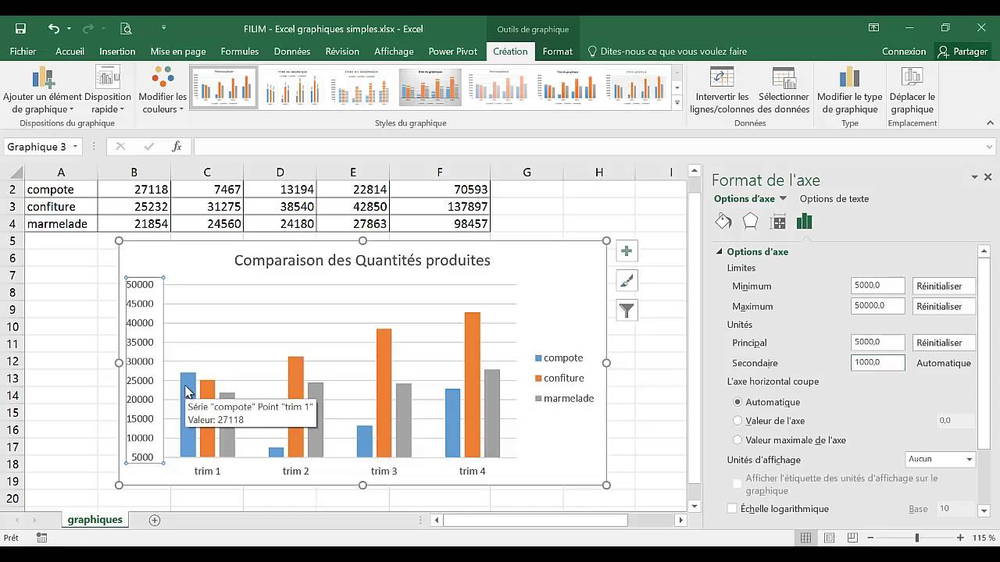 FILIM - Excel graphiques simples.xlsx - Excel
Outils de graphique
Fichier Accueil Insertion Mise en page Formules Données Révision Affichage Power Pivot Création Format Dites-nous ce que vous voulez faire Connexion Partager
Ajouter un élément de graphique
Disposition rapide
Modifier les couleurs
Intervertir les lignes/colonnes
Sélectionner des données
Modifier le type de graphique
Déplacer le graphique
Dispositions du graphique Styles du graphique Données Type Emplacement
Graphique 3 fx
A B C D E F G H I
2 compote 27118 7467 13194 22814 70593
3 confiture 25232 31275 38540 42850 137897
4 marmelade 21854 24560 24180 27863 98457
5
6
7
8
9
10
11
12
13
14
15
16
17
18
19
20
Comparaison des Quantités produites
50000
45000
40000
35000
30000
25000
20000
15000
10000
5000
trim 1 trim 2 trim 3 trim 4
compote
confiture
marmelade
Série "compote" Point "trim 1"
Valeur: 27118
Format de l'axe
Options d'axe Options de texte
Options d'axe
Limites
Minimum 5000,0 Réinitialiser
Maximum 50000,0 Réinitialiser
Unités
Principal 5000,0 Réinitialiser
Secondaire 1000,0 Automatique
L'axe horizontal coupe
Automatique
Valeur de l'axe 0,0
Valeur maximale de l'axe
Unités d'affichage Aucun
Afficher l'étiquette des unités d'affichage sur le
graphique
Échelle logarithmique Base 10
graphiques
Prêt 115 %